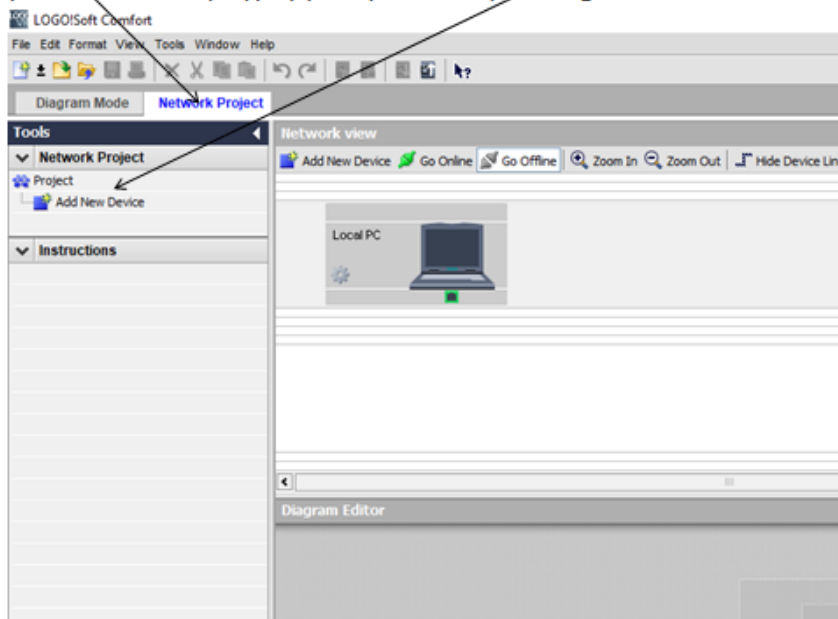 LOGO!Soft Comfort
File Edit Format View Tools Window Help
Diagram Mode Network Project
Tools
Network view
Network Project
Add New Device Go Online Go Offline Zoom In Zoom Out Hide Device Lin
Project
Add New Device
Local PC
Instructions
Diagram Editor